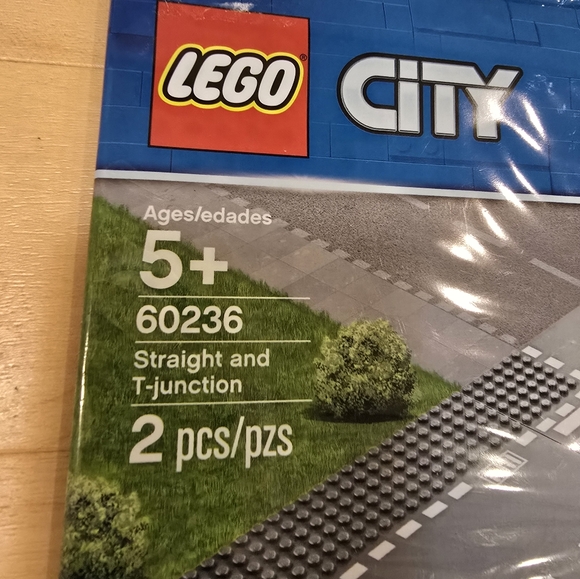 LEGO® CITY
Ages/edades
5+
60236
Straight and
T-junction
2 pcs/pzs